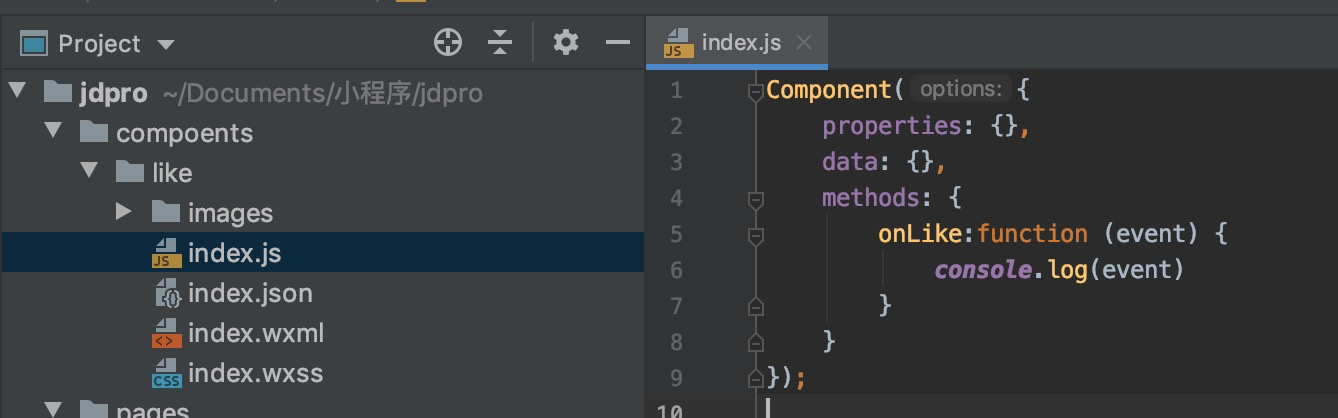 Project
index.js
jdpro ~/Documents/小程序/jdpro
compoents
like
images
JS index.js
index.json
index.wxml
CSS index.wxss
pages
1 Component( options: {
2 properties: {},
3 data: {},
4 methods: {
5 onLike:function (event) {
6 console.log(event)
7 }
8 }
9 });
10